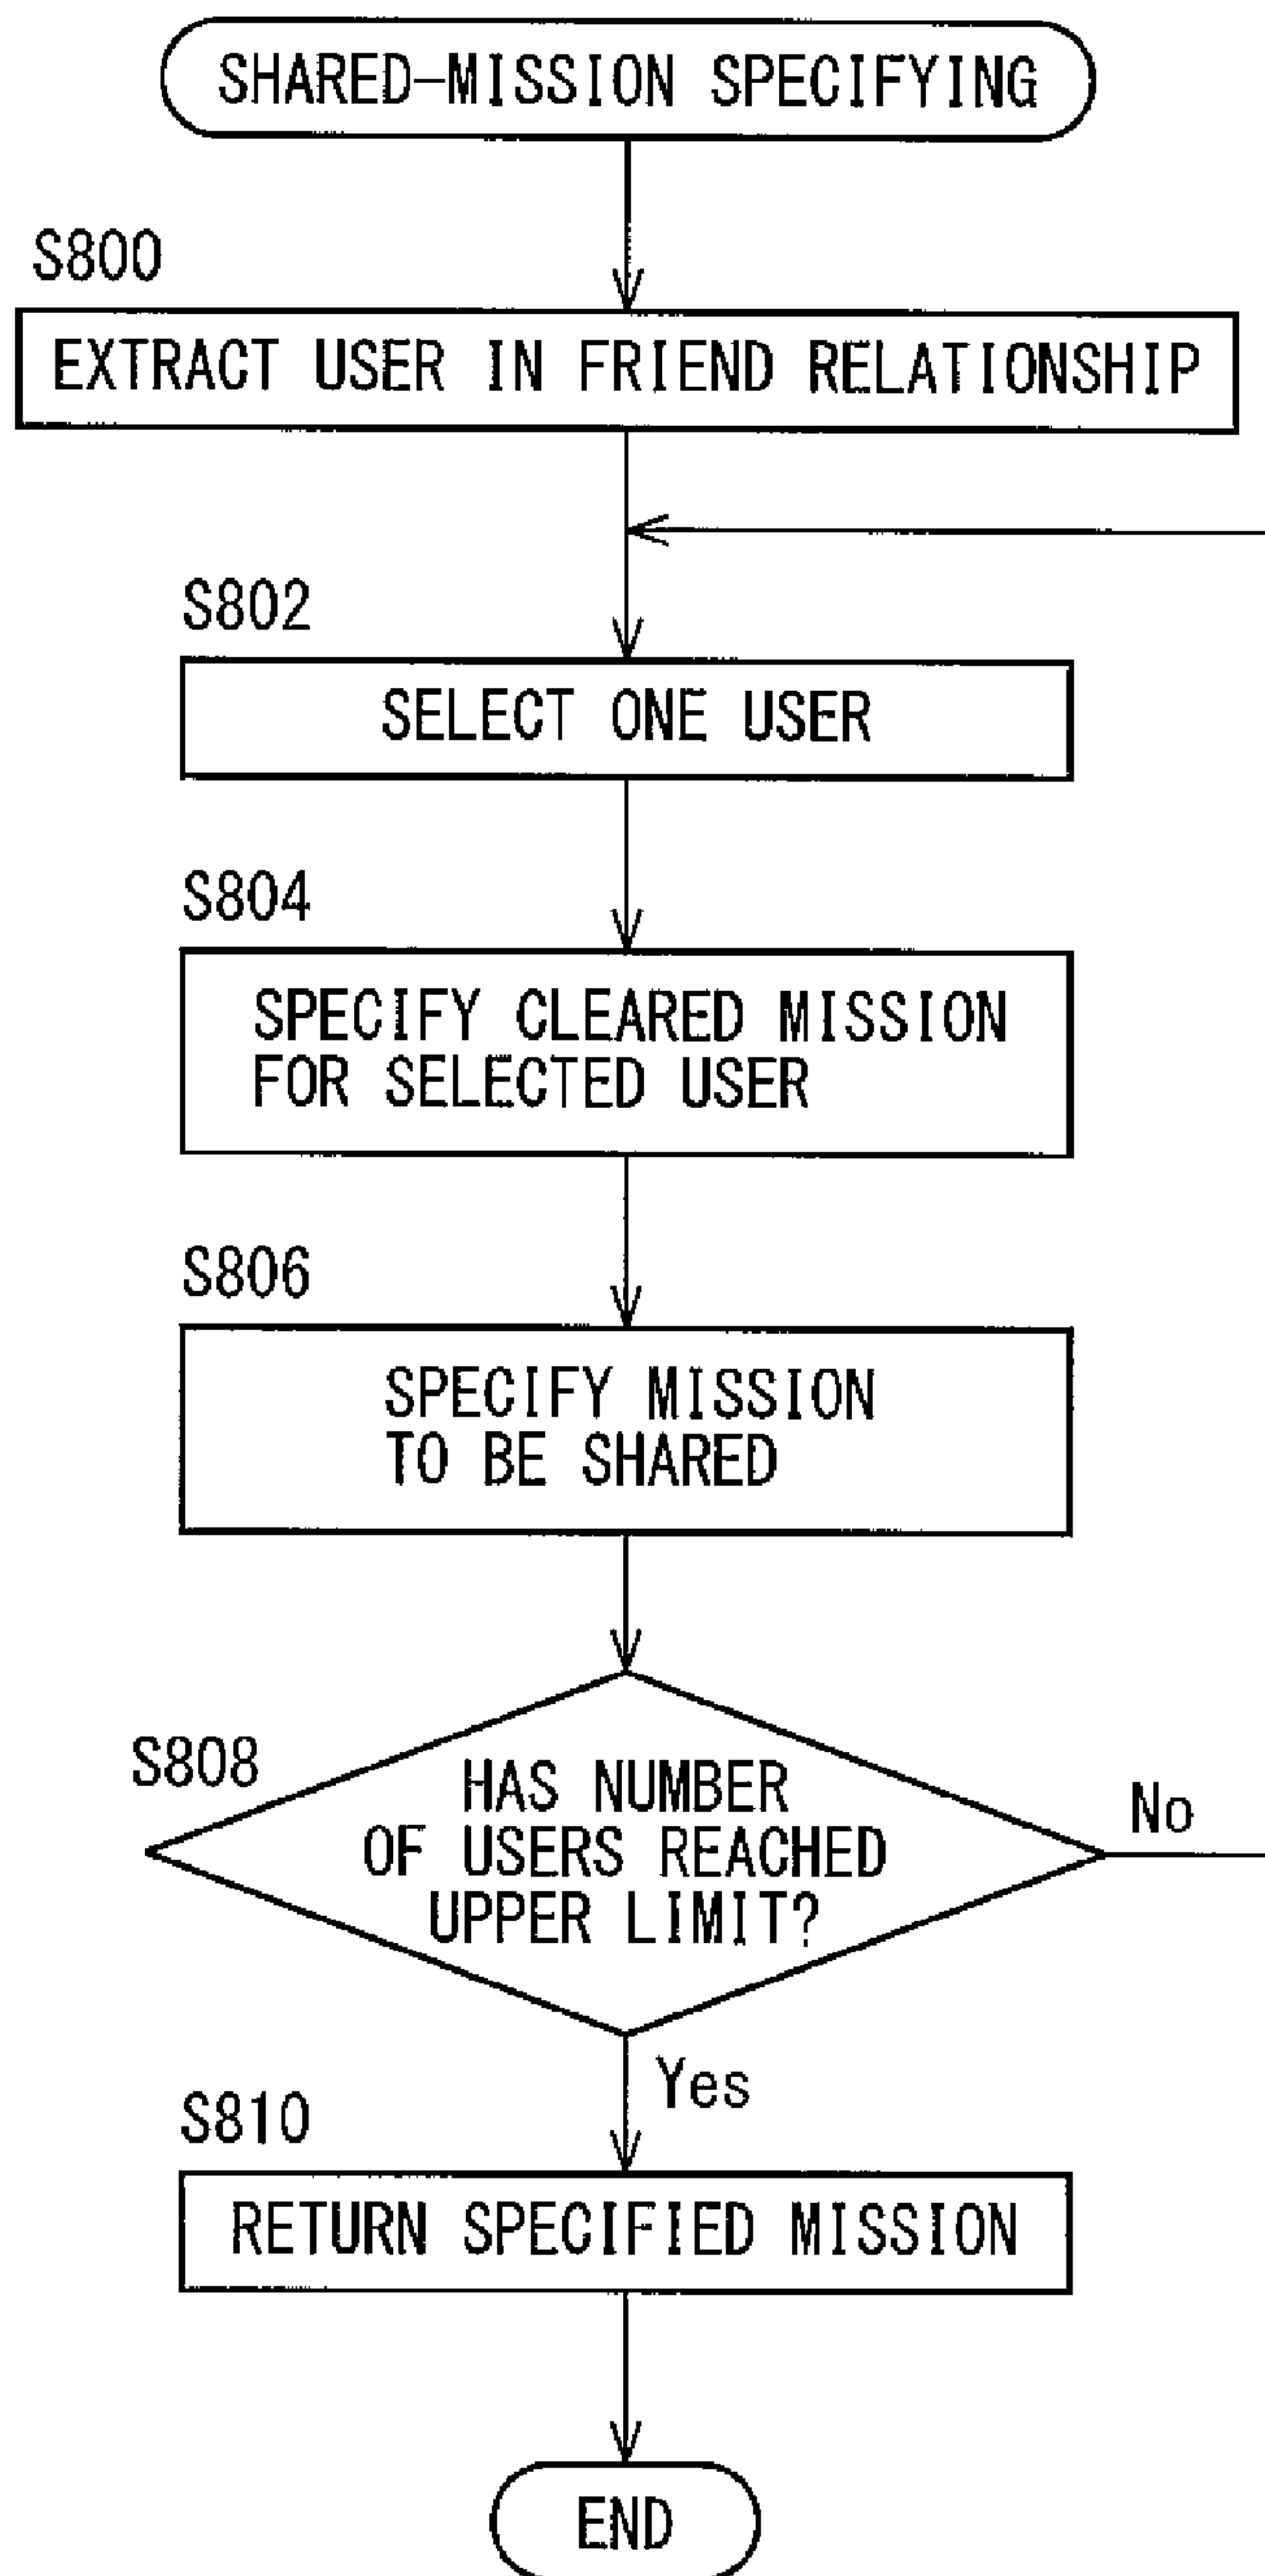 SHARED-MISSION SPECIFYING
S800
EXTRACT USER IN FRIEND RELATIONSHIP
S802
SELECT ONE USER
S804
SPECIFY CLEARED MISSION
FOR SELECTED USER
S806
SPECIFY MISSION
TO BE SHARED
S808
HAS NUMBER
OF USERS REACHED
UPPER LIMIT?
No
Yes
S810
RETURN SPECIFIED MISSION
END